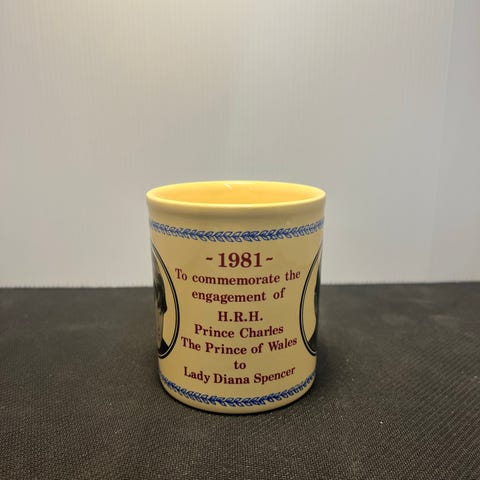 ~1981~
To commemorate the
engagement of
H.R.H.
Prince Charles
The Prince of Wales
to
Lady Diana Spencer